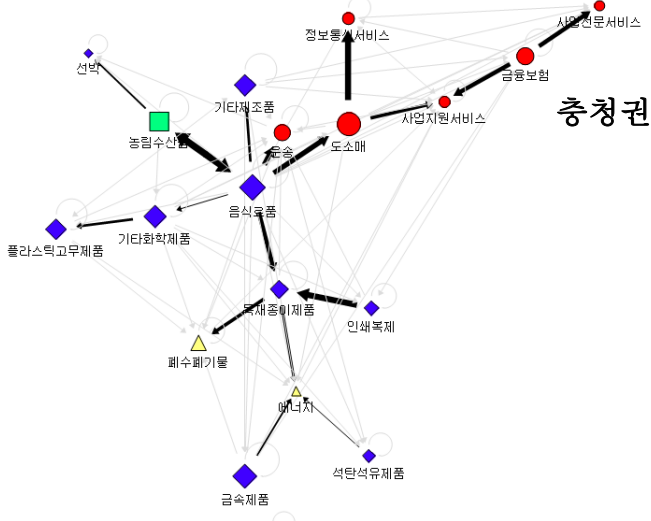 사업전문서비스
정보통신서비스
선박
금융보험
기타제조품
사업지원서비스
충청권
농림수산품
운송
도소매
음식료품
기타화학제품
플라스틱고무제품
목재종이제품
인쇄복제
폐수폐기물
에너지
석탄석유제품
금속제품